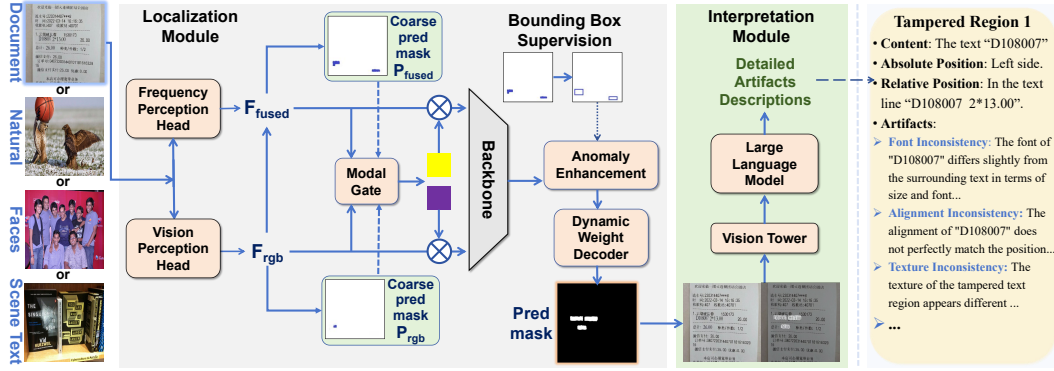 Document
or
Natural
or
Faces
or
Scene Text
Localization
Module
Frequency
Perception
Head
Vision
Perception
Head
F_fused
F_rgb
Coarse
pred
mask
P_fused
Modal
Gate
Coarse
pred
mask
P_rgb
Backbone
Bounding Box
Supervision
Anomaly
Enhancement
Dynamic
Weight
Decoder
Pred
mask
Interpretation
Module
Detailed
Artifacts
Descriptions
Large
Language
Model
Vision Tower
Tampered Region 1
• Content: The text “D108007”
• Absolute Position: Left side.
• Relative Position: In the text
line “D108007 2*13.00”.
• Artifacts:
➢ Font Inconsistency: The font of
"D108007" differs slightly from
the surrounding text in terms of
size and font...
➢ Alignment Inconsistency: The
alignment of "D108007" does
not perfectly match the position...
➢ Texture Inconsistency: The
texture of the tampered text
region appears different ...
➢ ...